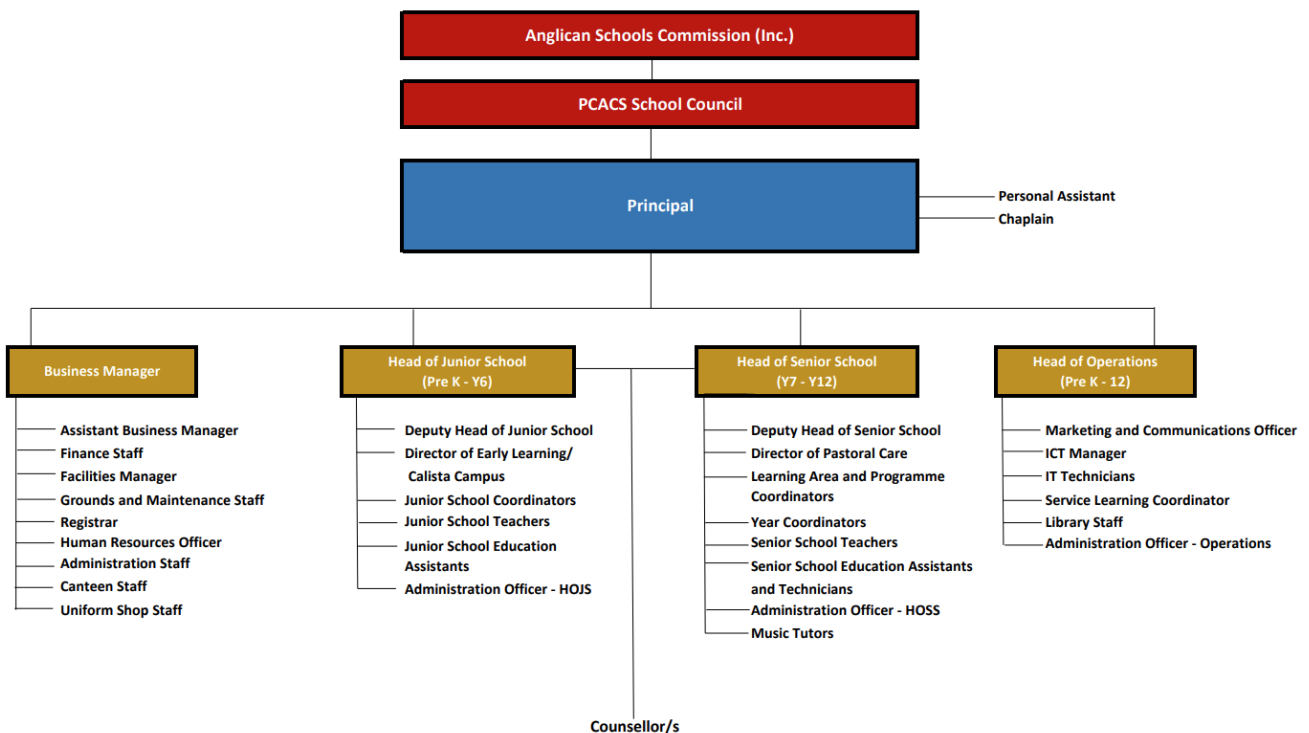 Anglican Schools Commission (Inc.)
PCACS School Council
Principal
Personal Assistant
Chaplain
Business Manager
Assistant Business Manager
Finance Staff
Facilities Manager
Grounds and Maintenance Staff
Registrar
Human Resources Officer
Administration Staff
Canteen Staff
Uniform Shop Staff
Head of Junior School
(Pre K - Y6)
Deputy Head of Junior School
Director of Early Learning/
Calista Campus
Junior School Coordinators
Junior School Teachers
Junior School Education
Assistants
Administration Officer - HOJS
Head of Senior School
(Y7 - Y12)
Deputy Head of Senior School
Director of Pastoral Care
Learning Area and Programme
Coordinators
Year Coordinators
Senior School Teachers
Senior School Education Assistants
and Technicians
Administration Officer - HOSS
Music Tutors
Head of Operations
(Pre K - 12)
Marketing and Communications Officer
ICT Manager
IT Technicians
Service Learning Coordinator
Library Staff
Administration Officer - Operations
Counsellor/s